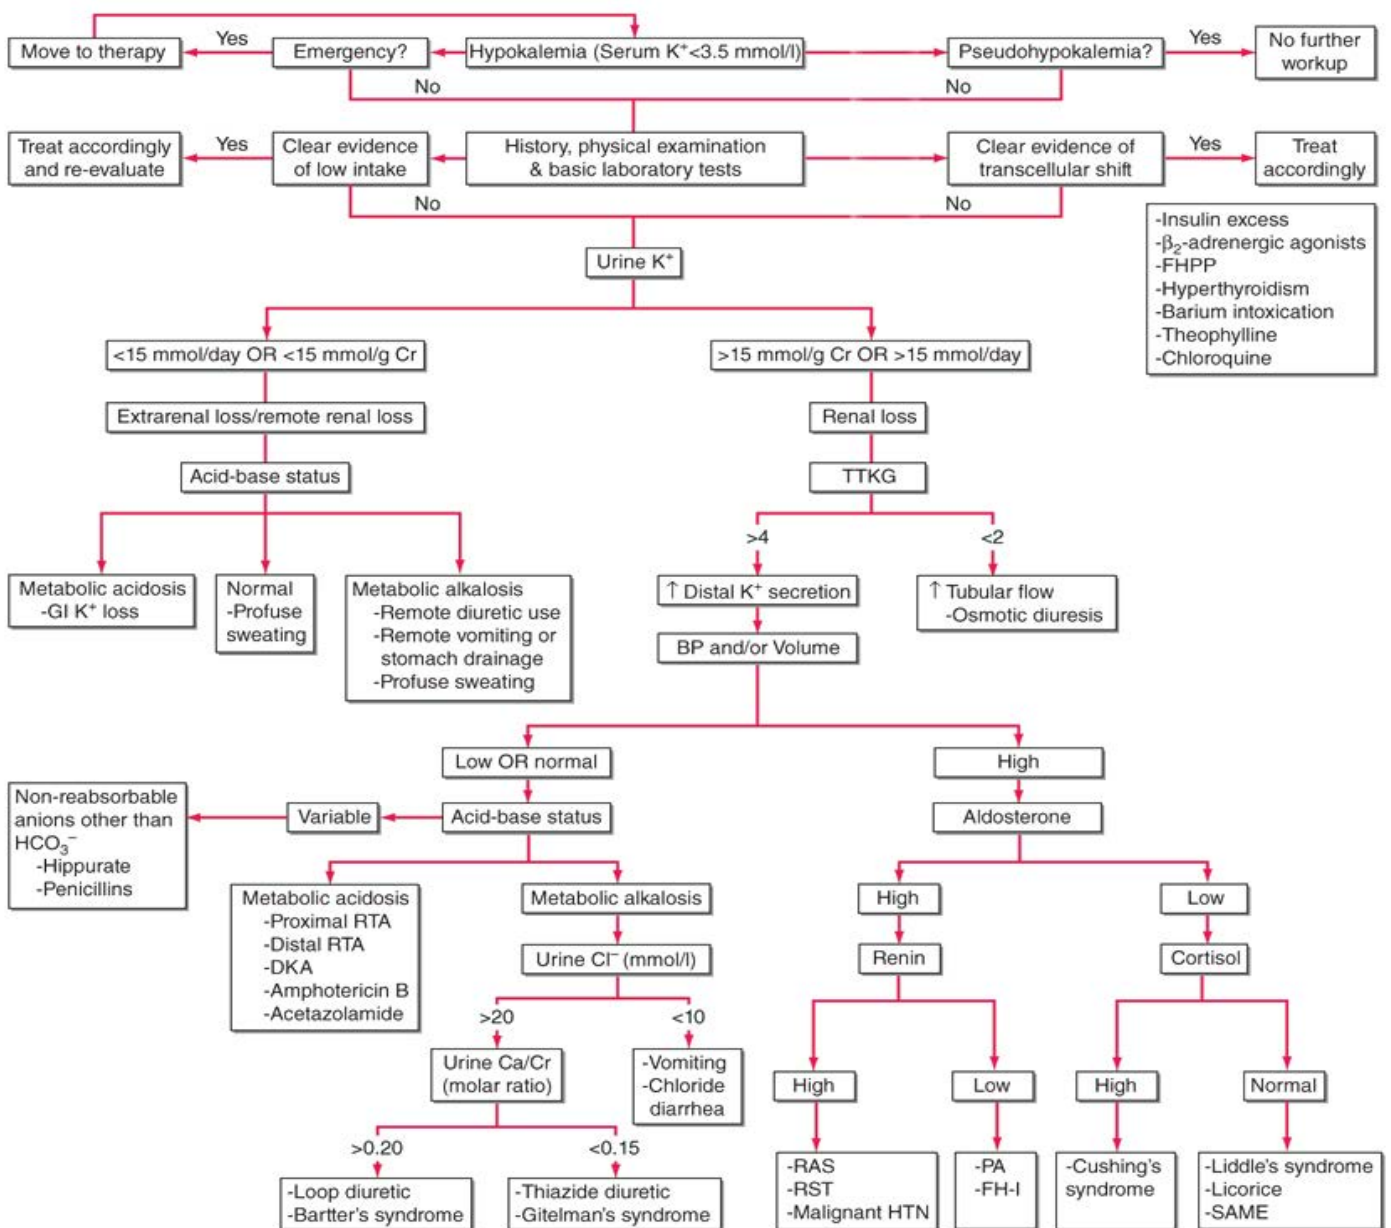 Move to therapy
Yes
Emergency?
Hypokalemia (Serum K⁺<3.5 mmol/l)
Pseudohypokalemia?
Yes
No further
workup
No
No
Treat accordingly
and re-evaluate
Yes
Clear evidence
of low intake
History, physical examination
& basic laboratory tests
Clear evidence of
transcellular shift
Yes
Treat
accordingly
No
No
-Insulin excess
-β₂-adrenergic agonists
-FHPP
-Hyperthyroidism
-Barium intoxication
-Theophylline
-Chloroquine
Urine K⁺
<15 mmol/day OR <15 mmol/g Cr
>15 mmol/g Cr OR >15 mmol/day
Extrarenal loss/remote renal loss
Renal loss
Acid-base status
TTKG
>4
<2
Metabolic acidosis
-GI K⁺ loss
Normal
-Profuse
sweating
Metabolic alkalosis
-Remote diuretic use
-Remote vomiting or
stomach drainage
-Profuse sweating
↑ Distal K⁺ secretion
↑ Tubular flow
-Osmotic diuresis
BP and/or Volume
Low OR normal
High
Non-reabsorbable
anions other than
HCO₃⁻
-Hippurate
-Penicillins
Variable
Acid-base status
Aldosterone
Metabolic acidosis
-Proximal RTA
-Distal RTA
-DKA
-Amphotericin B
-Acetazolamide
Metabolic alkalosis
High
Low
Urine Cl⁻ (mmol/l)
Renin
Cortisol
>20
<10
Urine Ca/Cr
(molar ratio)
-Vomiting
-Chloride
diarrhea
High
Low
High
Normal
>0.20
<0.15
-Loop diuretic
-Bartter's syndrome
-Thiazide diuretic
-Gitelman's syndrome
-RAS
-RST
-Malignant HTN
-PA
-FH-I
-Cushing's
syndrome
-Liddle's syndrome
-Licorice
-SAME